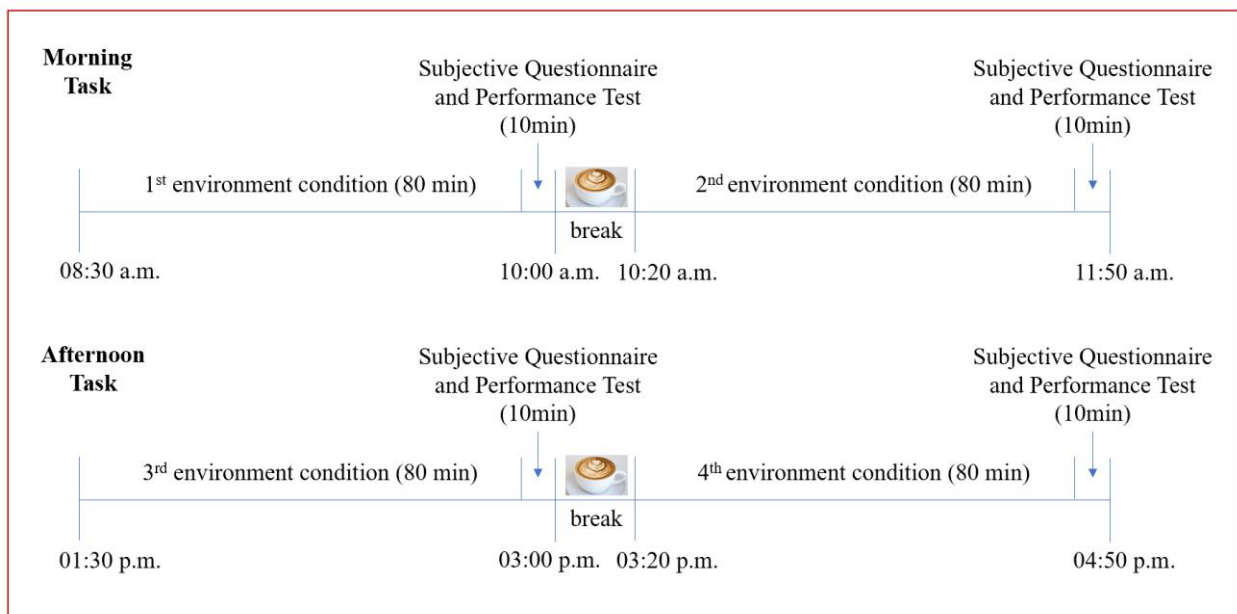 Morning
Task
Subjective Questionnaire
and Performance Test
(10min)
Subjective Questionnaire
and Performance Test
(10min)
1st environment condition (80 min)
2nd environment condition (80 min)
break
08:30 a.m.
10:00 a.m.
10:20 a.m.
11:50 a.m.
Afternoon
Task
Subjective Questionnaire
and Performance Test
(10min)
Subjective Questionnaire
and Performance Test
(10min)
3rd environment condition (80 min)
4th environment condition (80 min)
break
01:30 p.m.
03:00 p.m.
03:20 p.m.
04:50 p.m.